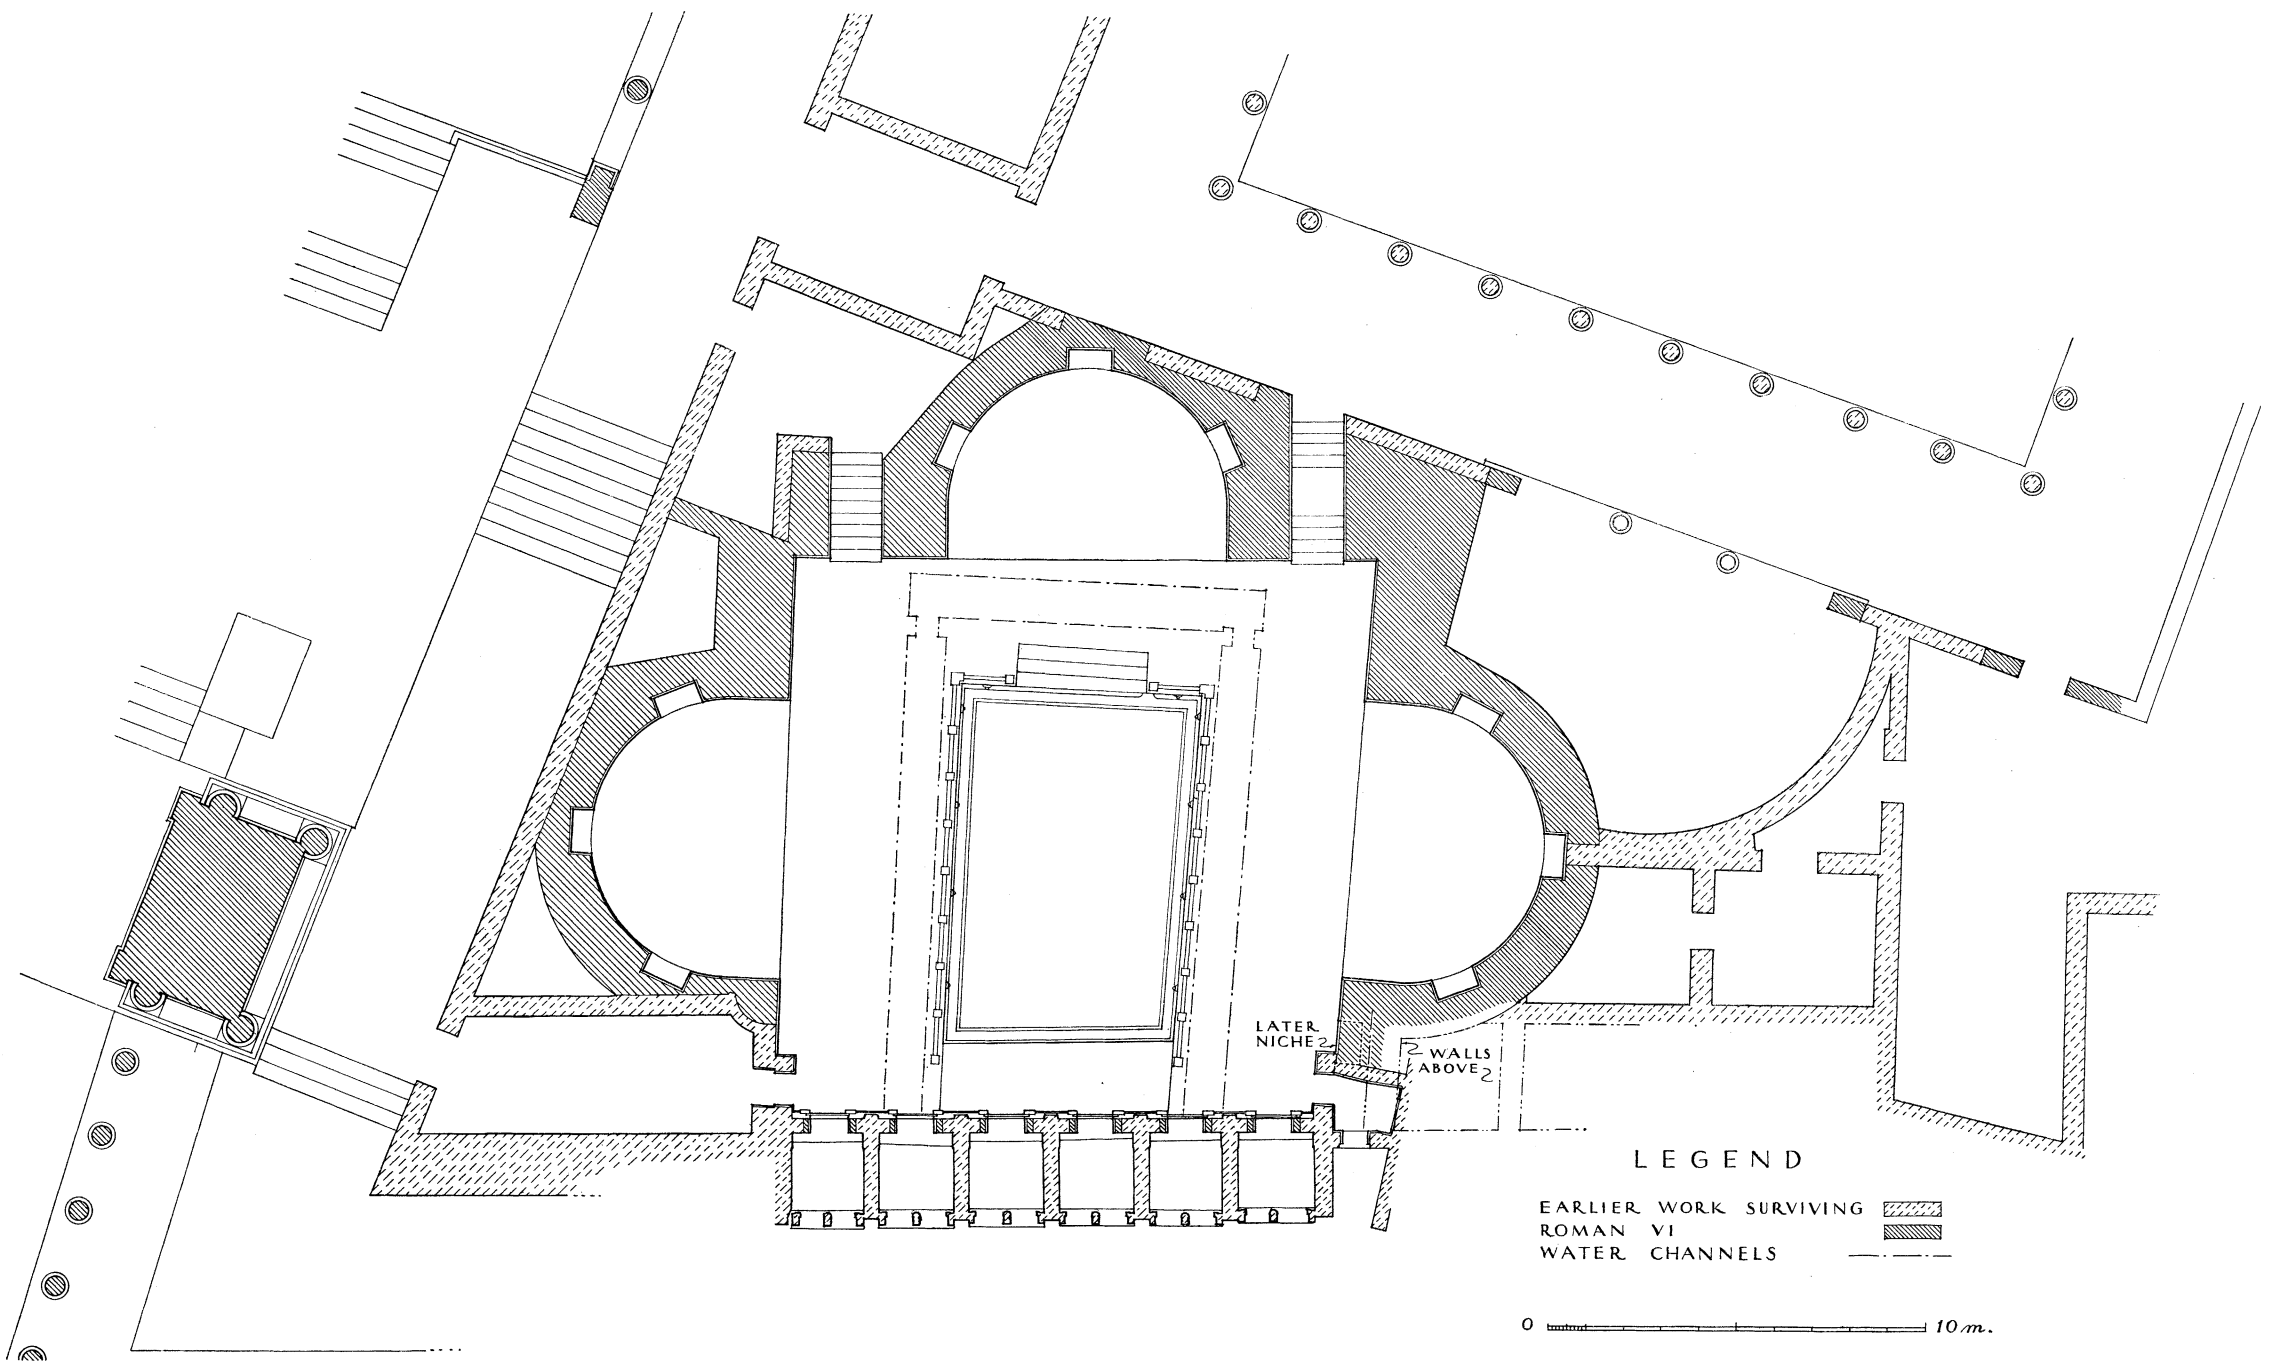 LATER
NICHE
WALLS
ABOVE
LEGEND
EARLIER WORK SURVIVING
ROMAN VI
WATER CHANNELS
0 10 m.